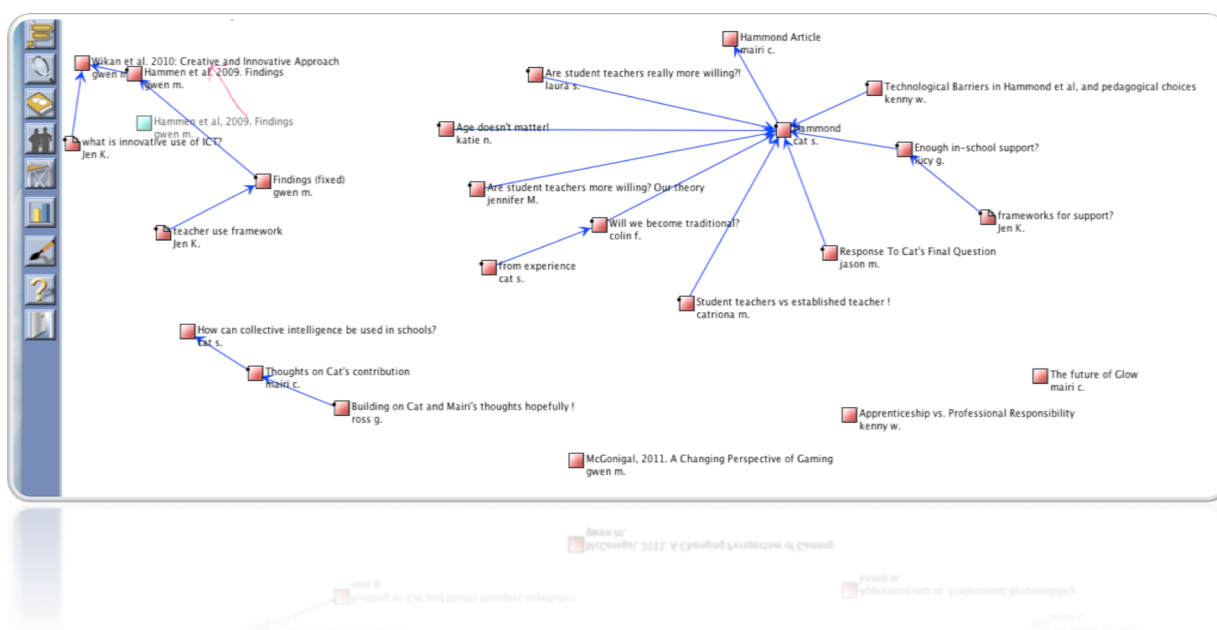 Wikan et al. 2010: Creative and Innovative Approach
gwen m.
Hammen et al. 2009. Findings
gwen m.
Hammen et al, 2009. Findings
gwen m.
what is innovative use of ICT?
Jen K.
Findings (fixed)
gwen m.
teacher use framework
Jen K.
How can collective intelligence be used in schools?
cat s.
Thoughts on Cat's contribution
mairi c.
Building on Cat and Mairi's thoughts hopefully !
ross g.
Hammond Article
mairi c.
Are student teachers really more willing?!
laura s.
Technological Barriers in Hammond et al, and pedagogical choices
kenny w.
Age doesn't matter!
katie n.
Hammond
cat s.
Enough in-school support?
lucy g.
Are student teachers more willing? Our theory
jennifer M.
Will we become traditional?
colin f.
frameworks for support?
Jen K.
from experience
cat s.
Response To Cat's Final Question
jason m.
Student teachers vs established teacher !
catriona m.
The future of Glow
mairi c.
Apprenticeship vs. Professional Responsibility
kenny w.
McGonigal, 2011. A Changing Perspective of Gaming
gwen m.